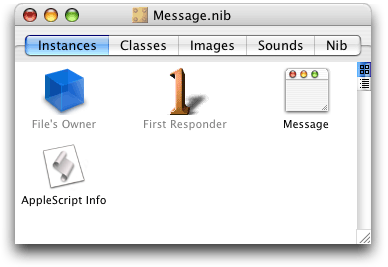 Message.nib
Instances Classes Images Sounds Nib
File's Owner First Responder Message
AppleScript Info